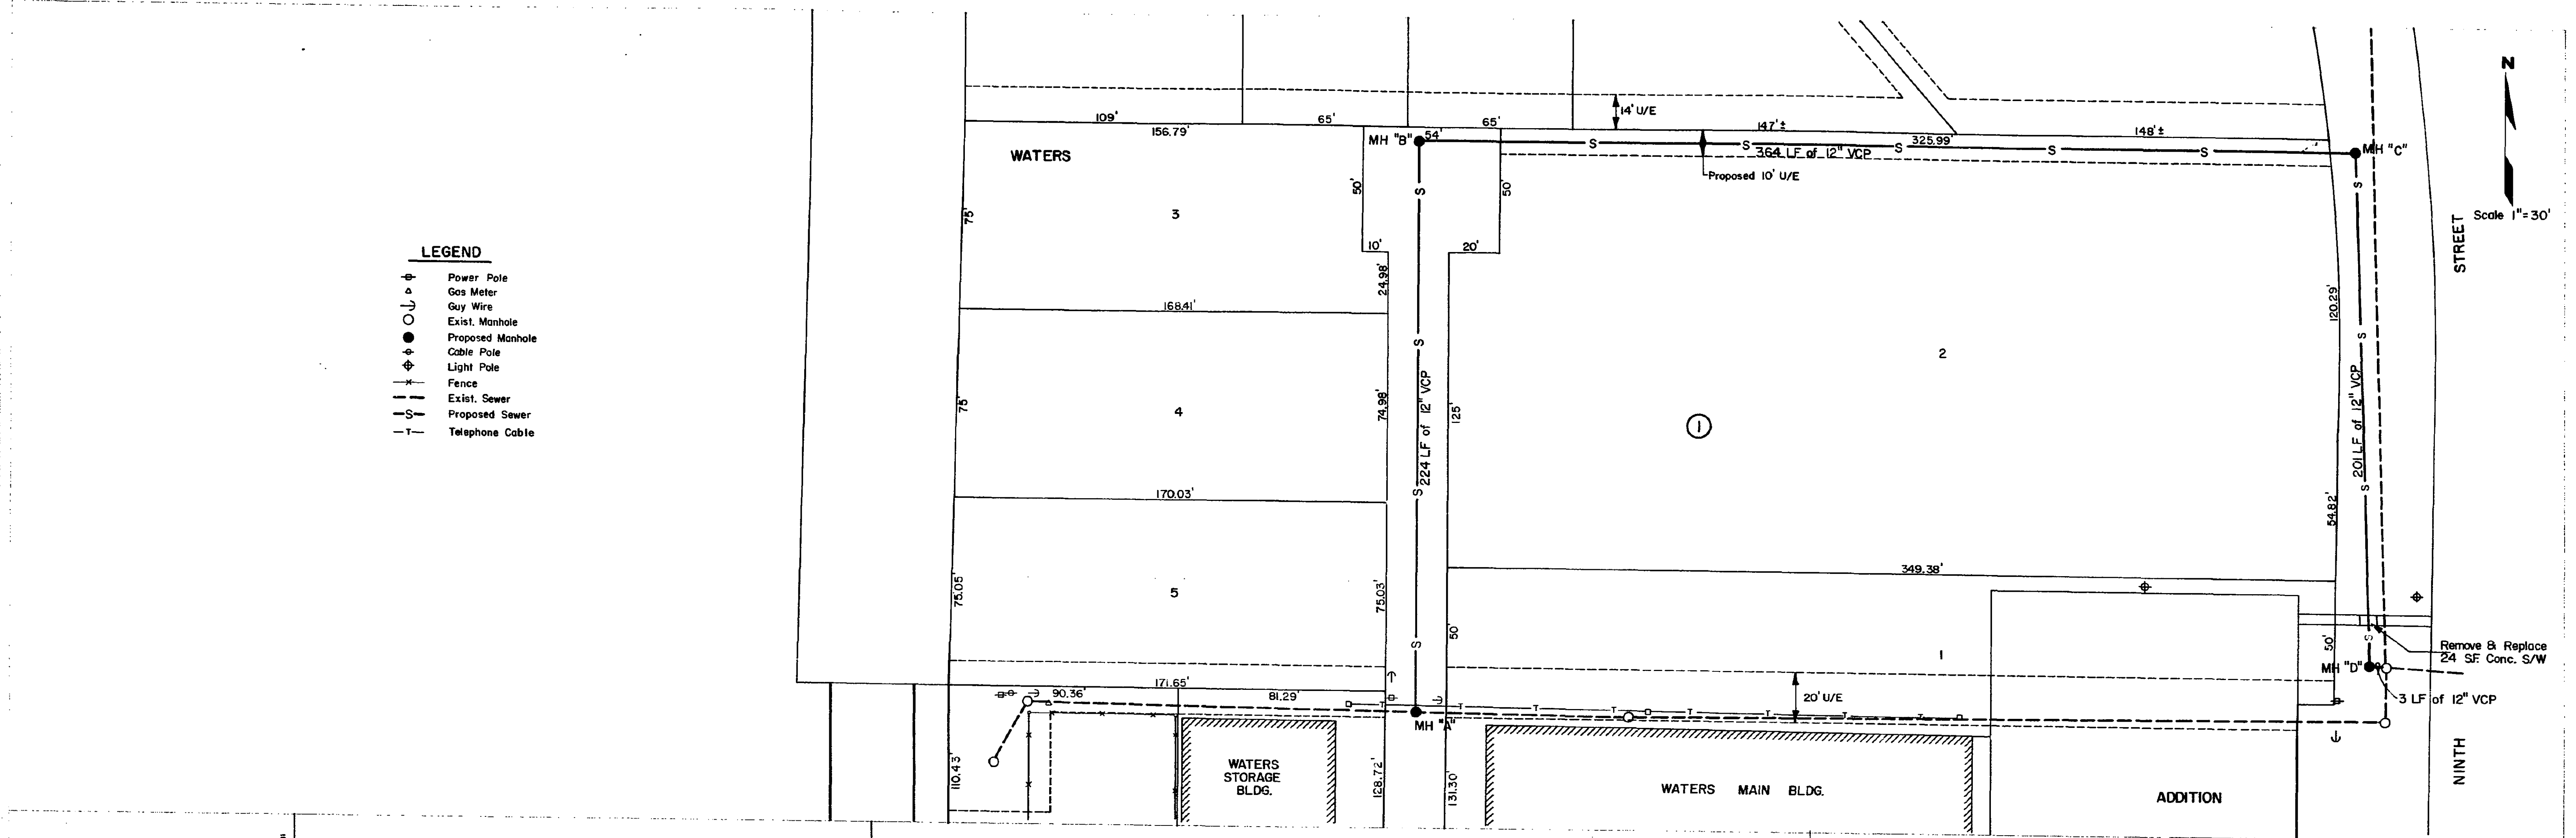 LEGEND
Power Pole
Gas Meter
Guy Wire
Exist. Manhole
Proposed Manhole
Cable Pole
Light Pole
Fence
Exist. Sewer
S Proposed Sewer
T Telephone Cable
109'
156.79'
65'
54'
65'
14' U/E
147'±
325.99'
148'±
WATERS
MH "B"
S S S S S
364 LF of 12" VCP
Proposed 10' U/E
MH "C"
N
Scale 1"=30'
STREET
NINTH
75'
3
50'
50'
10'
20'
24.98'
168.41'
75'
4
74.98'
S S S S
224 LF of 12" VCP
125'
2
1
120.29'
S S S S
201 LF of 12" VCP
54.82'
170.03'
75.05'
5
75.03'
50'
349.38'
1
50'
Remove & Replace
24 S.F. Conc. S/W
MH "D"
3 LF of 12" VCP
171.65'
90.36'
81.29'
20' U/E
T T T T T T T T
MH "A"
110.43'
WATERS
STORAGE
BLDG.
128.72'
131.30'
WATERS MAIN BLDG.
ADDITION